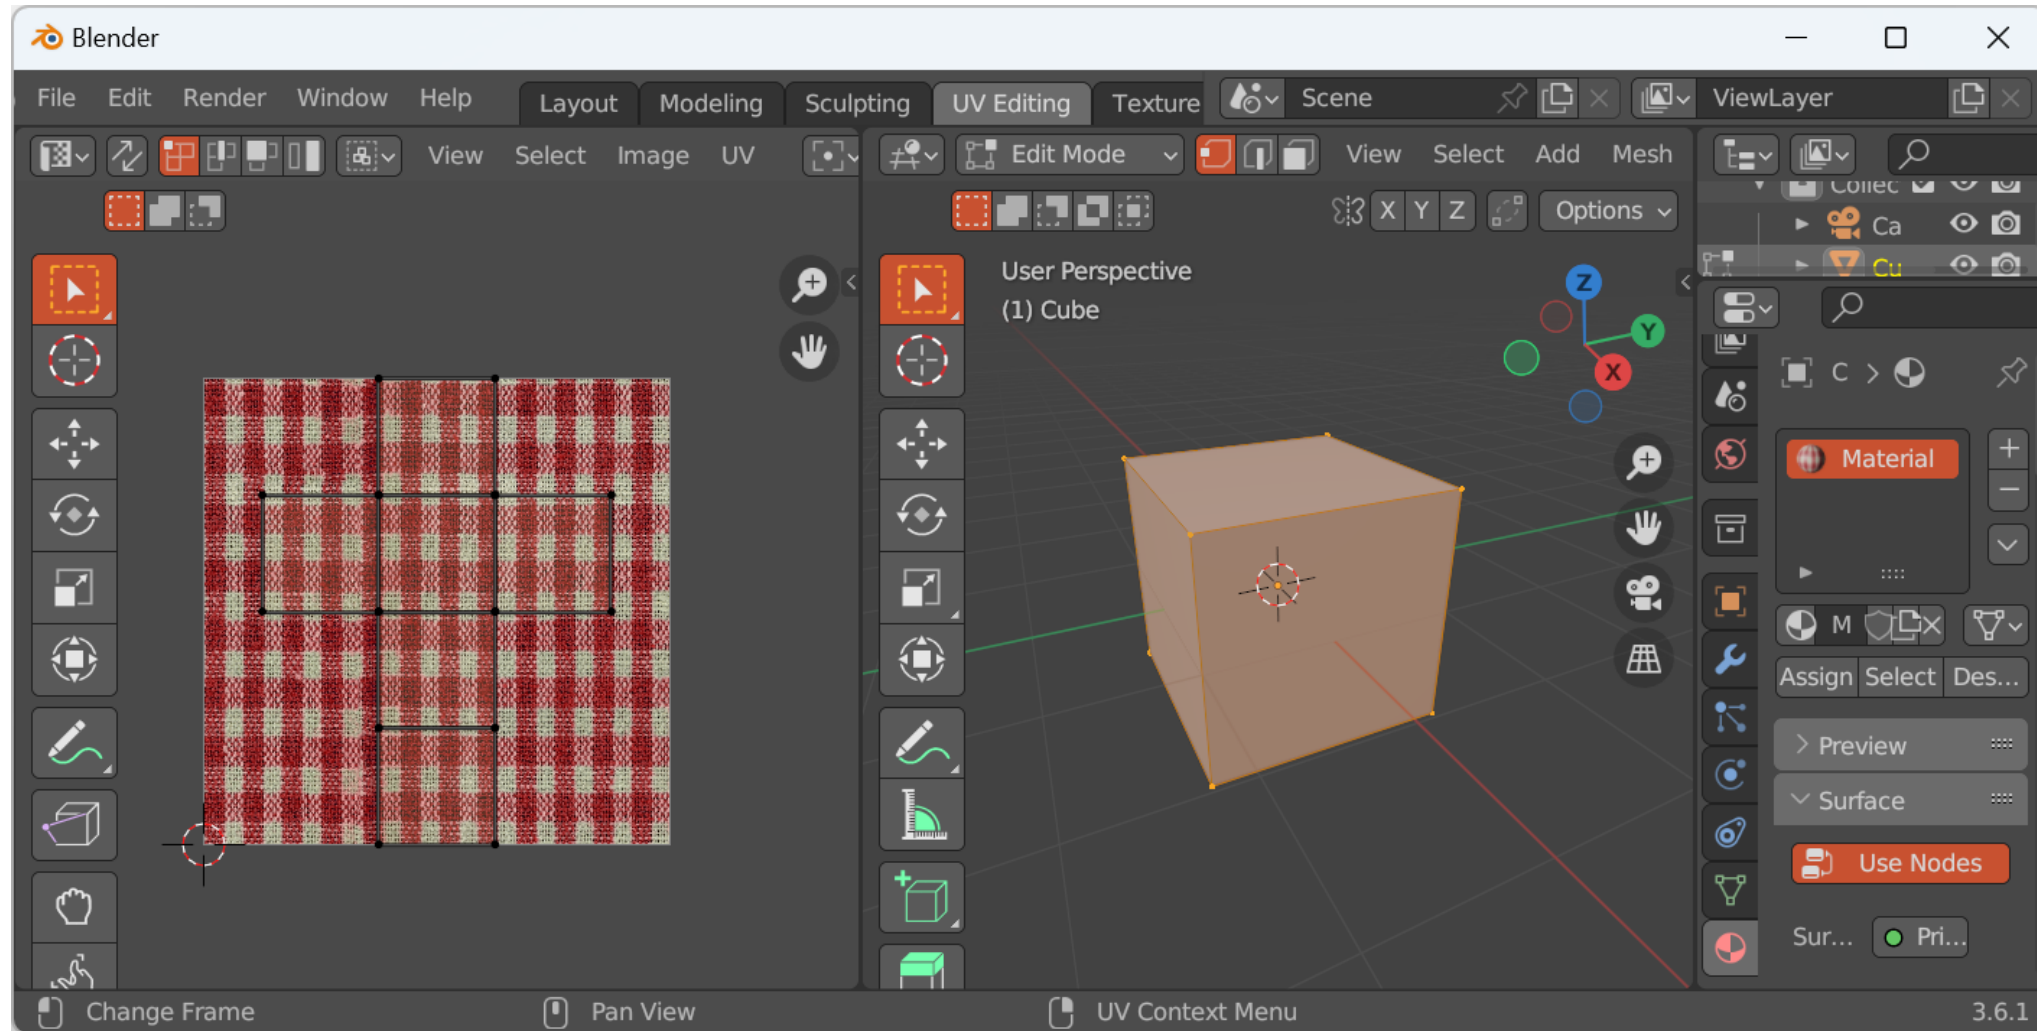 Blender
File Edit Render Window Help Layout Modeling Sculpting UV Editing Texture Scene ViewLayer
View Select Image UV Edit Mode View Select Add Mesh
X Y Z Options
Collec
Ca
Cu
User Perspective
(1) Cube
Z
Y
X
C
Material
M
Assign Select Des...
Preview
Surface
Use Nodes
Sur... Pri...
Change Frame Pan View UV Context Menu 3.6.1